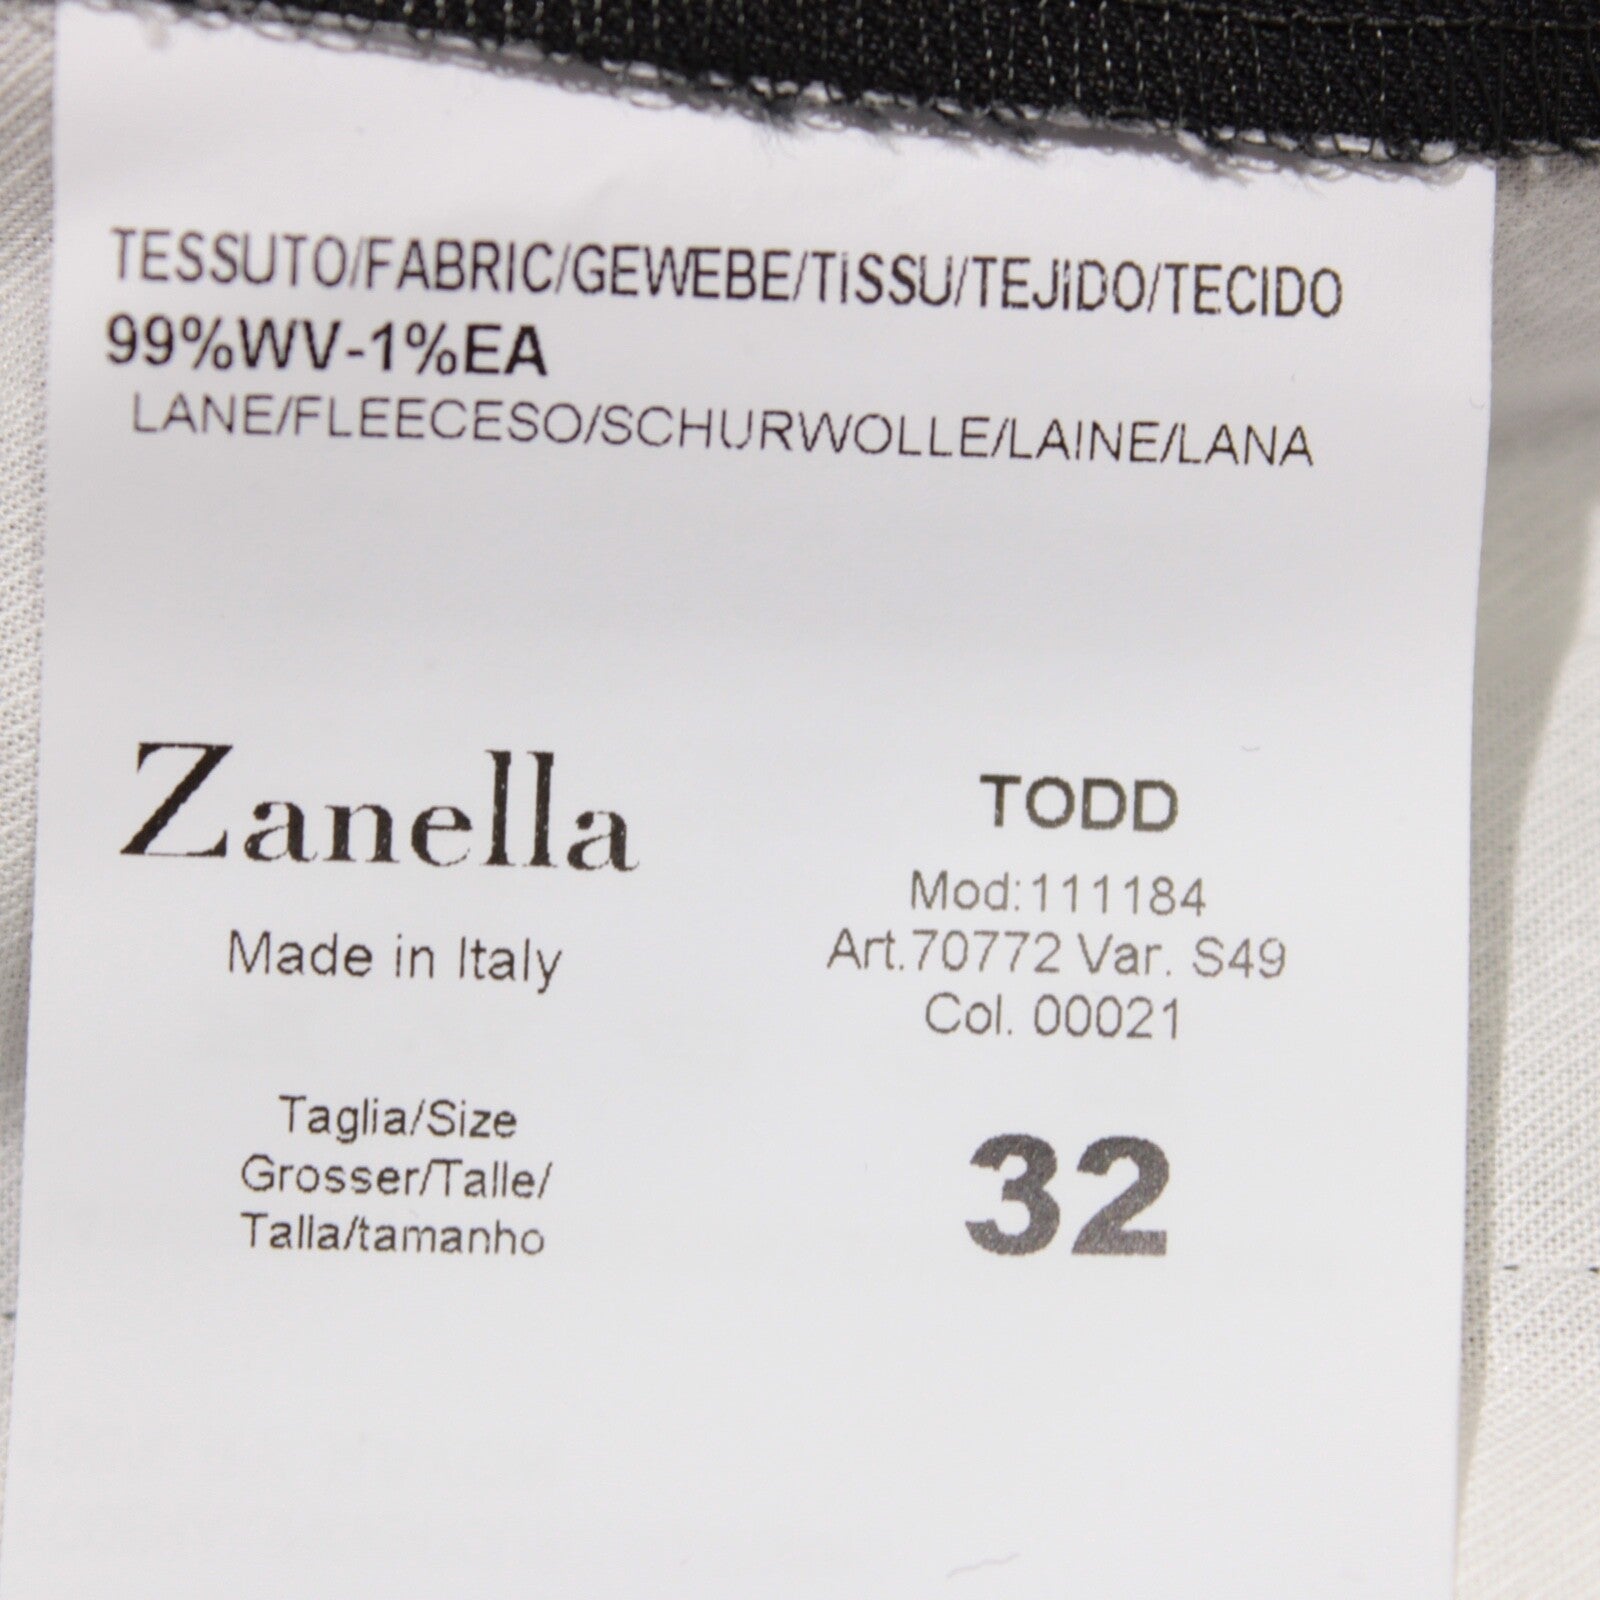 TESSUTO/FABRIC/GEWEBE/TISSU/TEJIDO/TECIDO
99%WV-1%EA
LANE/FLEECESO/SCHURWOLLE/LAINE/LANA
Zanella
Made in Italy
Taglia/Size
Grosser/Talle/
Talla/tamanho
TODD
Mod:111184
Art.70772 Var. S49
Col. 00021
32